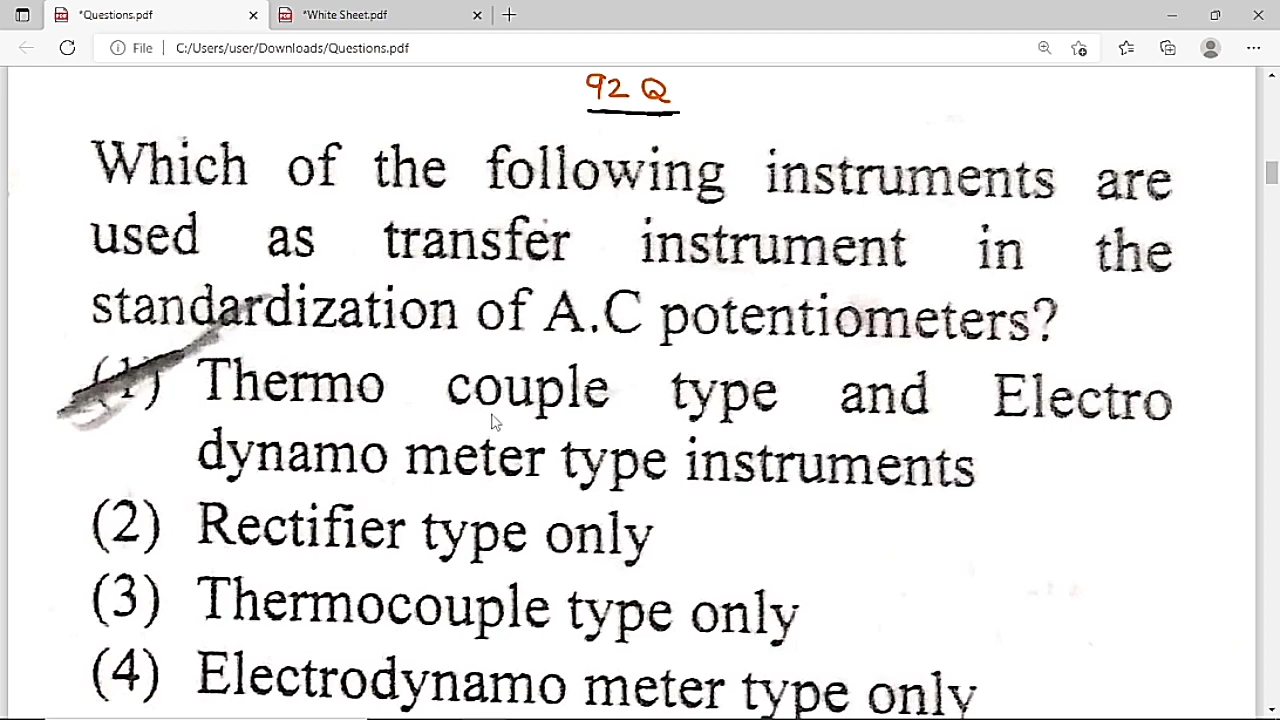 *Questions.pdf
*White Sheet.pdf
File
C:/Users/user/Downloads/Questions.pdf
92 Q
Which of the following instruments are
used as transfer instrument in the
standardization of A.C potentiometers?
(1) Thermo couple type and Electro
dynamo meter type instruments
(2) Rectifier type only
(3) Thermocouple type only
(4) Electrodynamo meter type only